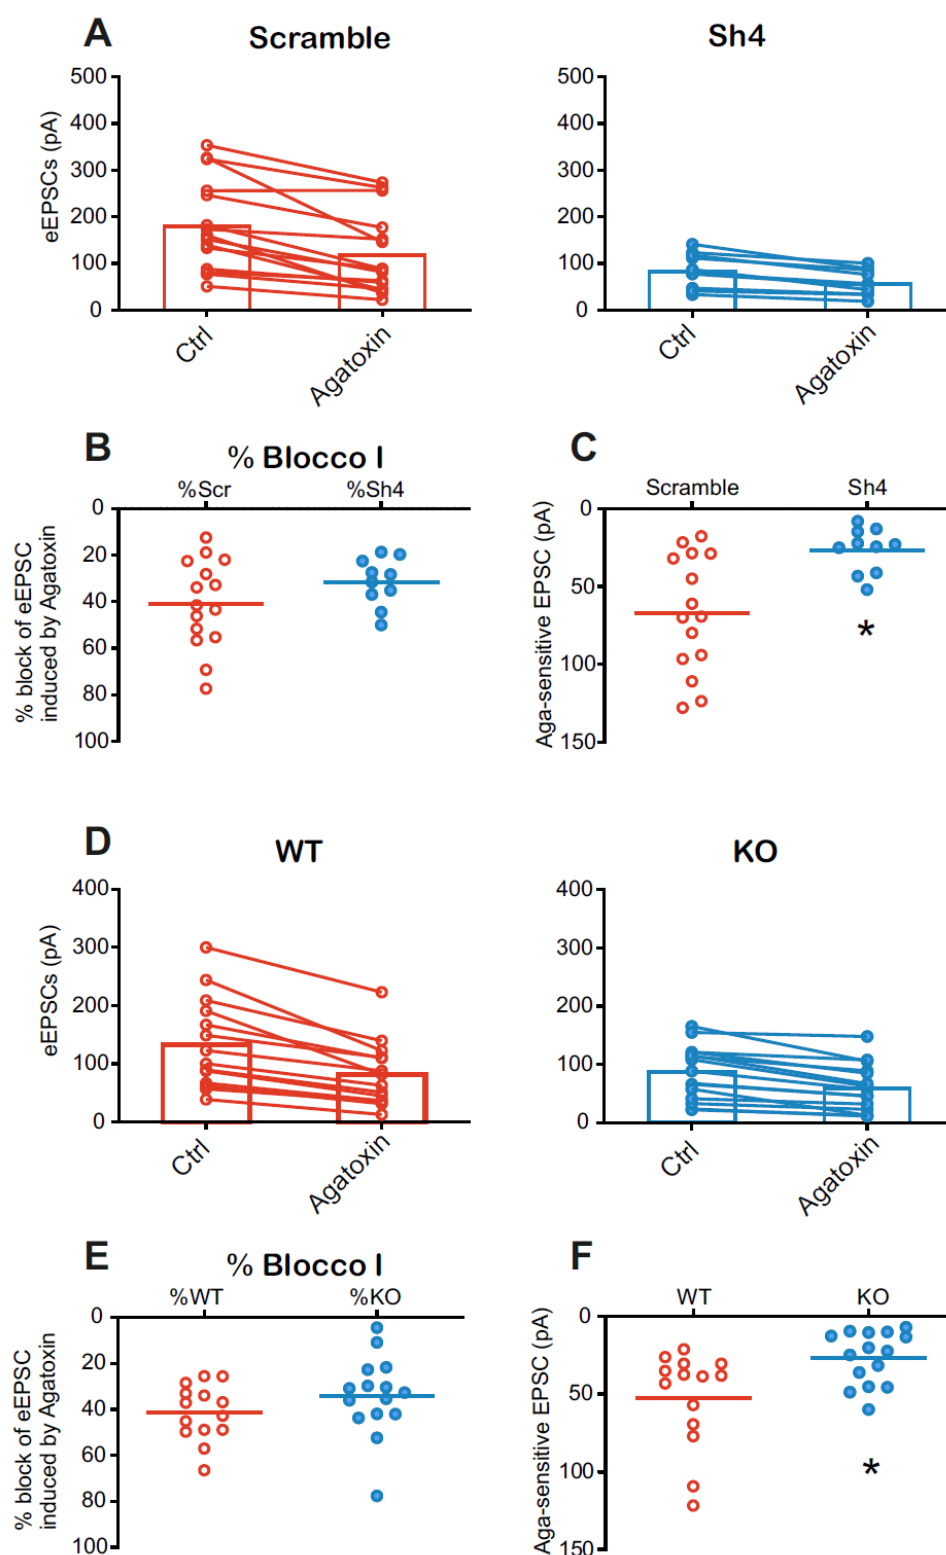 A
Scramble
Sh4
eEPSCs (pA)
500
400
300
200
100
0
Ctrl
Agatoxin
500
400
300
200
100
0
Ctrl
Agatoxin
B
% Blocco I
%Scr
%Sh4
% block of eEPSC
induced by Agatoxin
0
20
40
60
80
100
C
Scramble
Sh4
Aga-sensitive EPSC (pA)
0
50
100
150
*
D
WT
KO
eEPSCs (pA)
400
300
200
100
0
Ctrl
Agatoxin
400
300
200
100
0
Ctrl
Agatoxin
E
% Blocco I
%WT
%KO
% block of eEPSC
induced by Agatoxin
0
20
40
60
80
100
F
WT
KO
Aga-sensitive EPSC (pA)
0
50
100
150
*